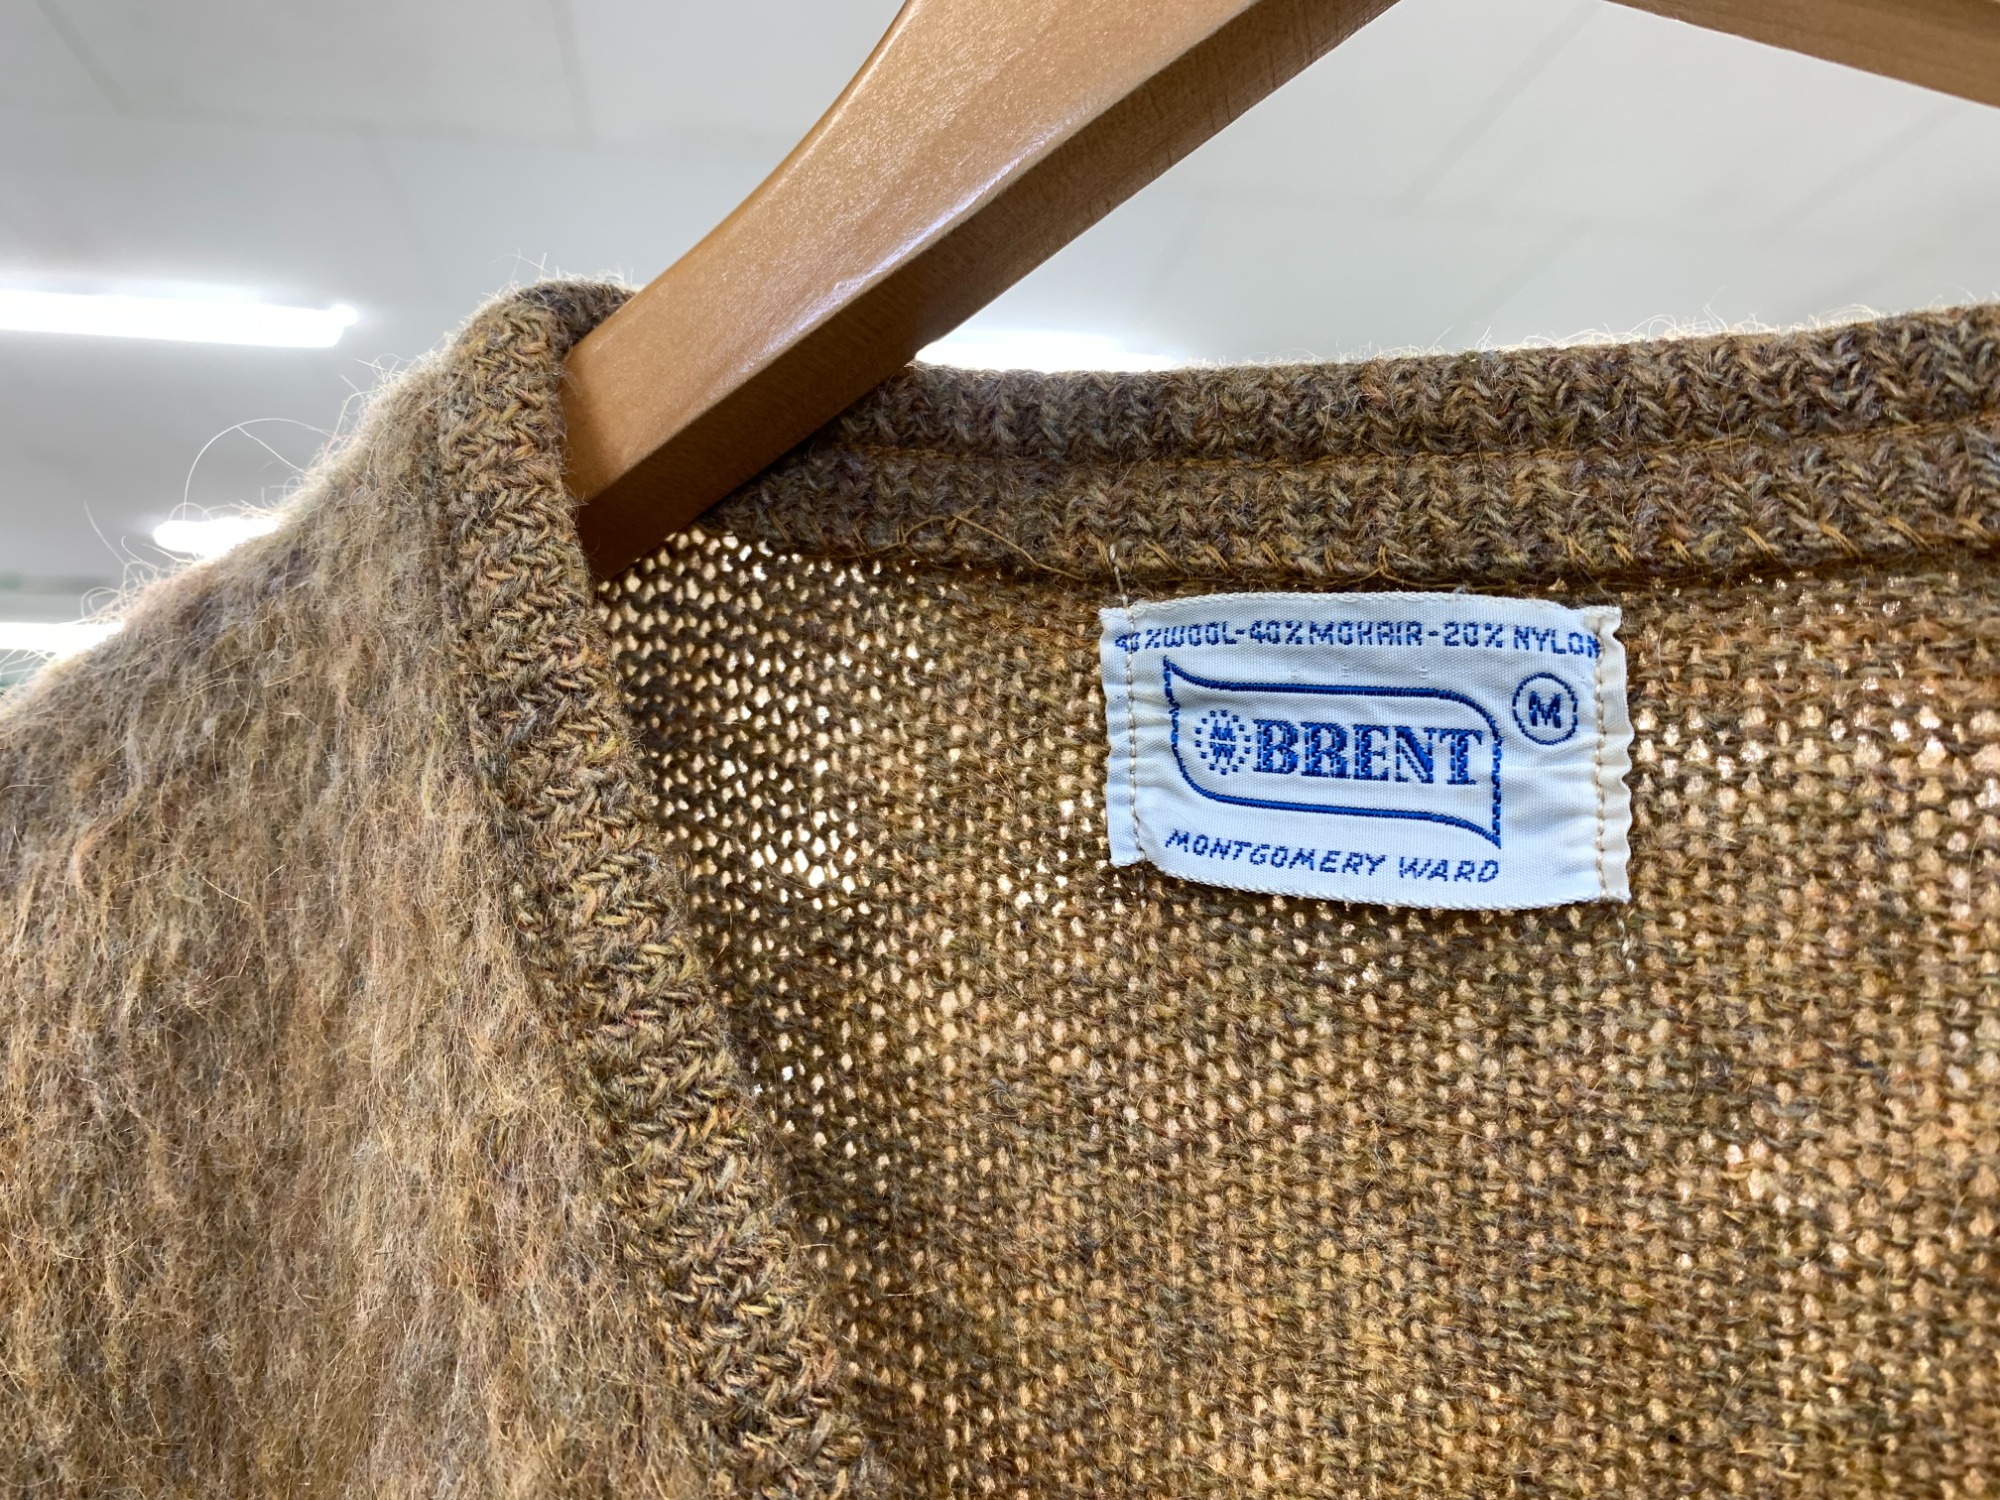 40%WOOL-40%MOHAIR-20% NYLON
M
MW BRENT
MONTGOMERY WARD